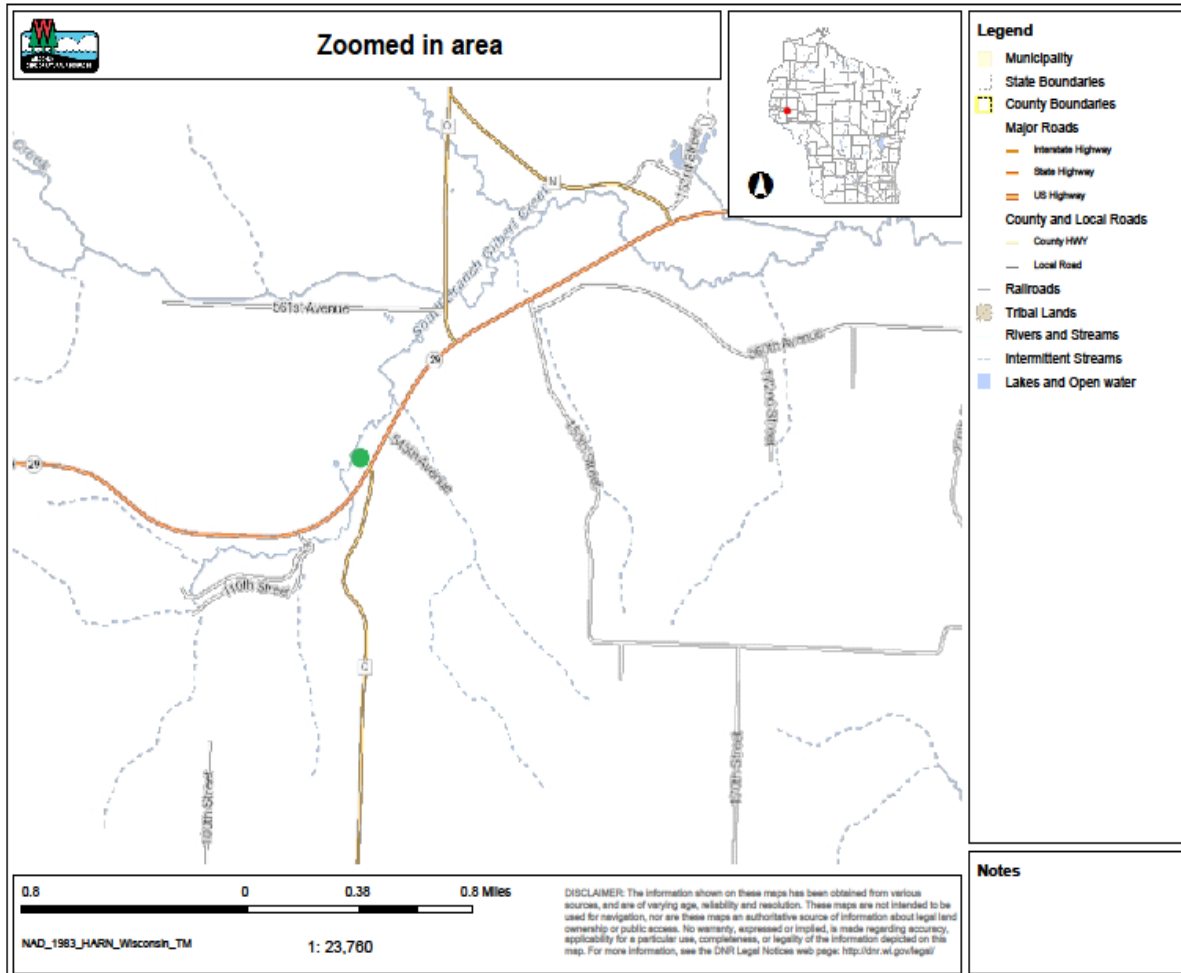 Zoomed in area
Creek
O
N
152nd Street
South Branch Gilbert Creek
561st Avenue
29
545th Avenue
150th Street
172nd Street
29
110th Street
100th Street
170th Street
0.8
0
0.38
0.8 Miles
NAD_1983_HARN_Wisconsin_TM
1: 23,760
DISCLAIMER: The information shown on these maps has been obtained from various
sources, and are of varying age, reliability and resolution. These maps are not intended to be
used for navigation, nor are these maps an authoritative source of information about legal land
ownership or public access. No warranty, expressed or implied, is made regarding accuracy,
applicability for a particular use, completeness, or legality of the information depicted on this
map. For more information, see the DNR Legal Notices web page: http://dnr.wi.gov/legal/
Legend
Municipality
State Boundaries
County Boundaries
Major Roads
Interstate Highway
State Highway
US Highway
County and Local Roads
County HWY
Local Road
Railroads
Tribal Lands
Rivers and Streams
Intermittent Streams
Lakes and Open water
Notes